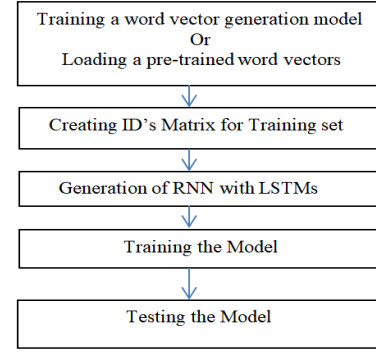 Training a word vector generation model
Or
Loading a pre-trained word vectors
Creating ID's Matrix for Training set
Generation of RNN with LSTMs
Training the Model
Testing the Model